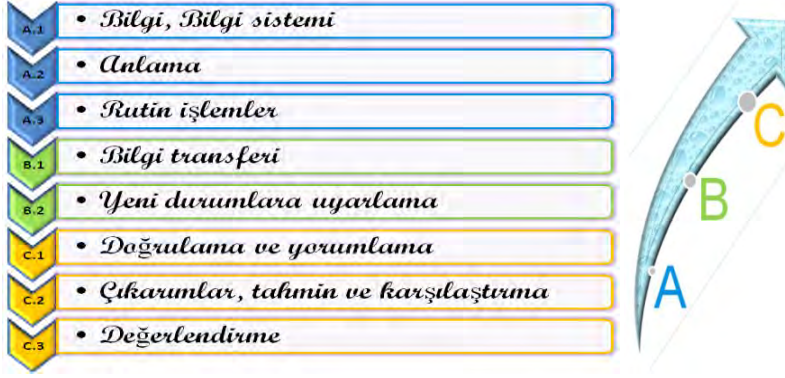 A.1 • Bilgi, Bilgi sistemi
A.2 • Anlama
A.3 • Rutin işlemler
B.1 • Bilgi transferi
B.2 • Yeni durumlara uyarlama
C.1 • Doğrulama ve yorumlama
C.2 • Çıkarımlar, tahmin ve karşılaştırma
C.3 • Değerlendirme
C
B
A